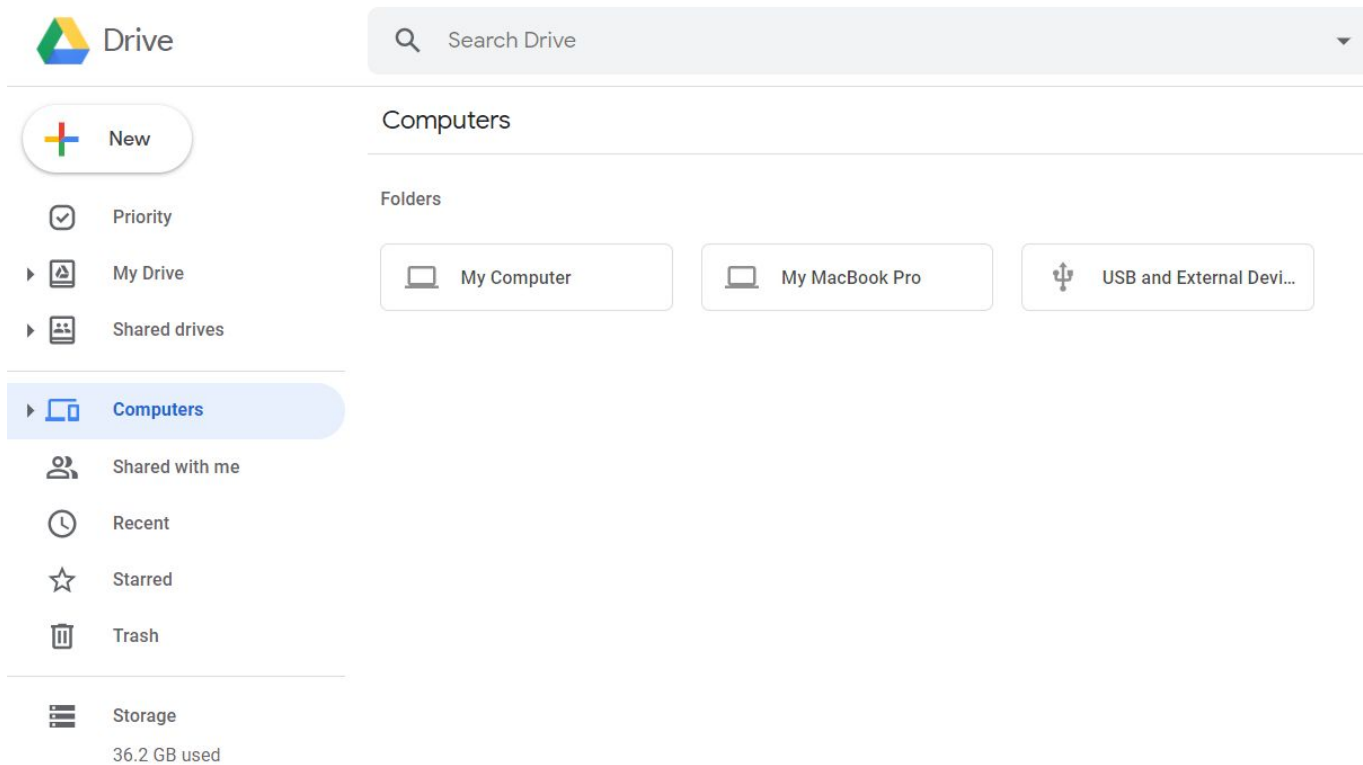 Drive
Search Drive
New
Priority
My Drive
Shared drives
Computers
Shared with me
Recent
Starred
Trash
Storage
36.2 GB used
Computers
Folders
My Computer
My MacBook Pro
USB and External Devi...